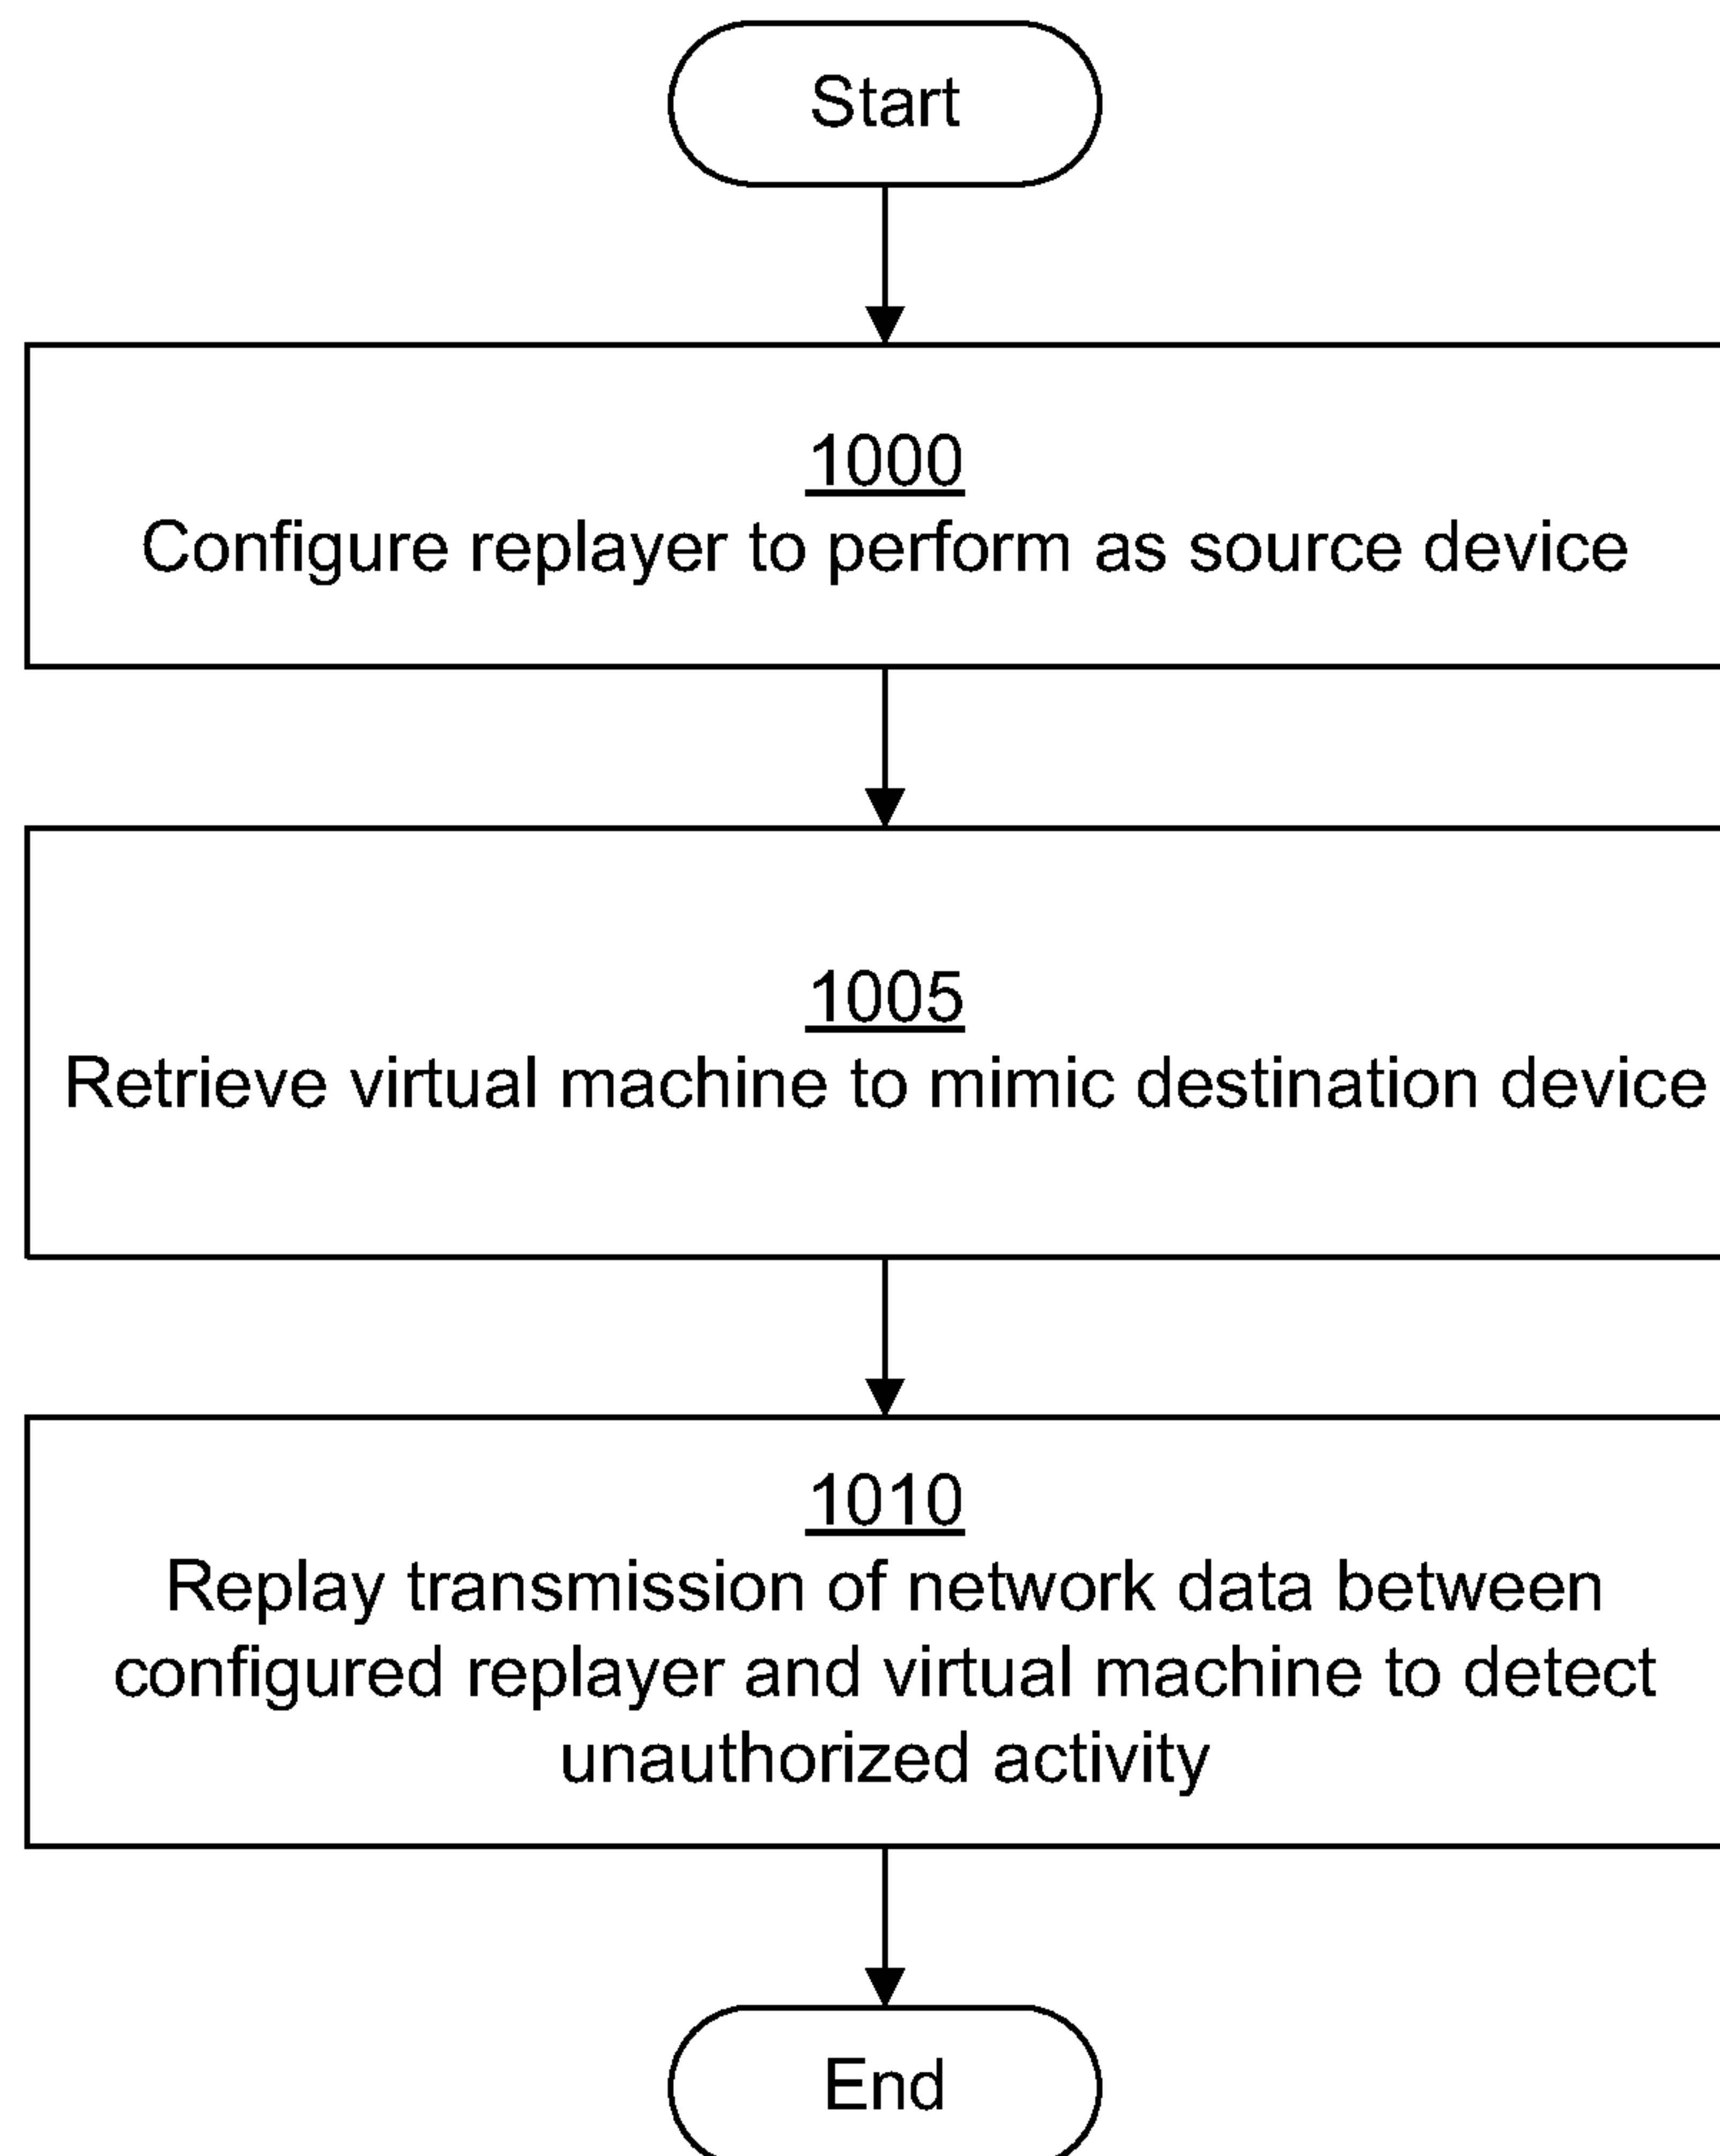 Start
1000
Configure replayer to perform as source device
1005
Retrieve virtual machine to mimic destination device
1010
Replay transmission of network data between
configured replayer and virtual machine to detect
unauthorized activity
End